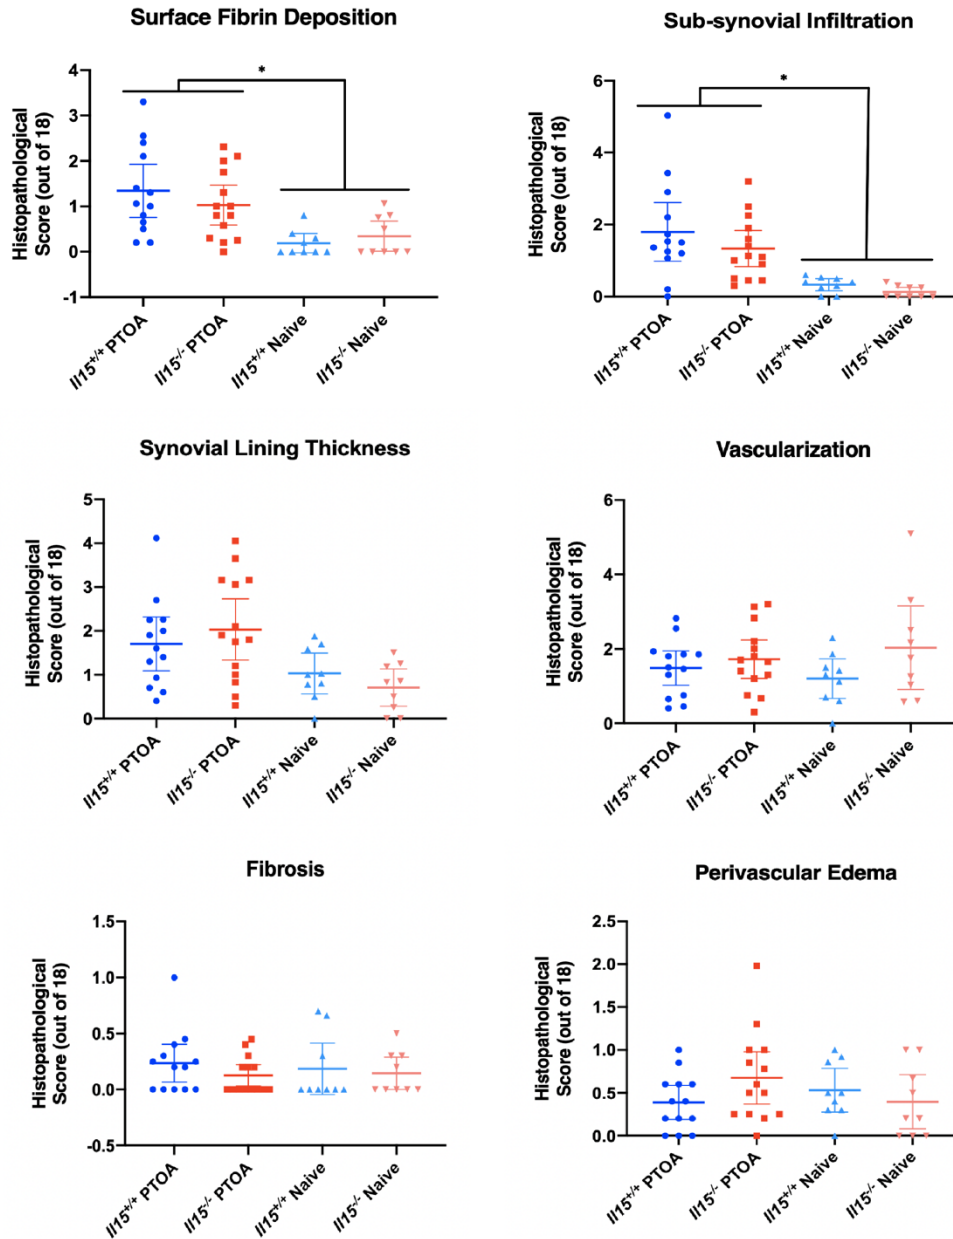 Surface Fibrin Deposition
Histopathological
Score (out of 18)
4
3
2
1
0
-1
*
Il15+/+ PTOA
Il15-/- PTOA
Il15+/+ Naive
Il15-/- Naive
Sub-synovial Infiltration
Histopathological
Score (out of 18)
6
4
2
0
*
Il15+/+ PTOA
Il15-/- PTOA
Il15+/+ Naive
Il15-/- Naive
Synovial Lining Thickness
Histopathological
Score (out of 18)
5
4
3
2
1
0
Il15+/+ PTOA
Il15-/- PTOA
Il15+/+ Naive
Il15-/- Naive
Vascularization
Histopathological
Score (out of 18)
6
4
2
0
Il15+/+ PTOA
Il15-/- PTOA
Il15+/+ Naive
Il15-/- Naive
Fibrosis
Histopathological
Score (out of 18)
1.5
1.0
0.5
0.0
-0.5
Il15+/+ PTOA
Il15-/- PTOA
Il15+/+ Naive
Il15-/- Naive
Perivascular Edema
Histopathological
Score (out of 18)
2.5
2.0
1.5
1.0
0.5
0.0
Il15+/+ PTOA
Il15-/- PTOA
Il15+/+ Naive
Il15-/- Naive